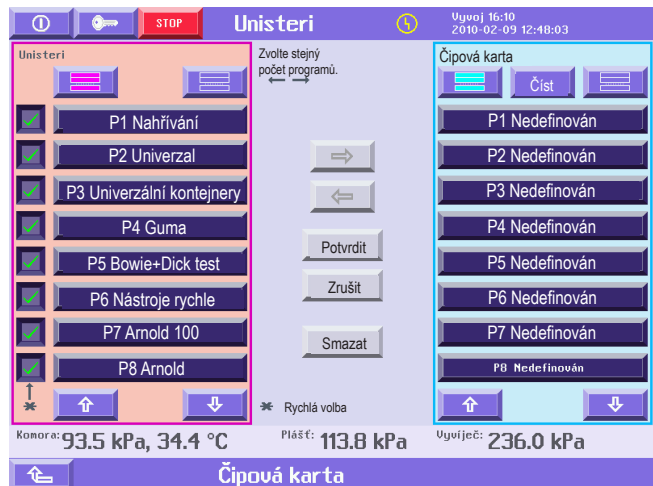 STOP
Unisteri
Vyvoj 16:10
2010-02-09 12:48:03
Unisteri
Zvolte stejný
počet programů.
Čipová karta
Číst
P1 Nahřívání
P2 Univerzal
P3 Univerzální kontejnery
P4 Guma
P5 Bowie+Dick test
P6 Nástroje rychle
P7 Arnold 100
P8 Arnold
Potvrdit
Zrušit
Smazat
Rychlá volba
P1 Nedefinován
P2 Nedefinován
P3 Nedefinován
P4 Nedefinován
P5 Nedefinován
P6 Nedefinován
P7 Nedefinován
P8 Nedefinován
Komora: 93.5 kPa, 34.4 °C
Plášť: 113.8 kPa
Vyvíječ: 236.0 kPa
Čipová karta